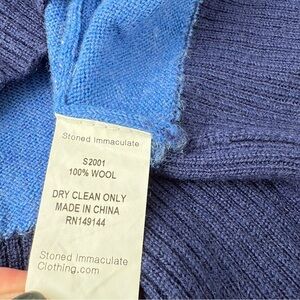 Stoned Immaculate
S2001
100% WOOL
DRY CLEAN ONLY
MADE IN CHINA
RN149144
Stoned Immaculate
Clothing.com